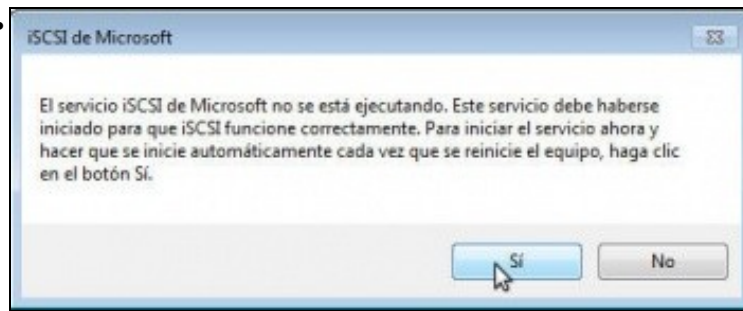 iSCSI de Microsoft
El servicio iSCSI de Microsoft no se está ejecutando. Este servicio debe haberse
iniciado para que iSCSI funcione correctamente. Para iniciar el servicio ahora y
hacer que se inicie automáticamente cada vez que se reinicie el equipo, haga clic
en el botón Sí.
Sí
No